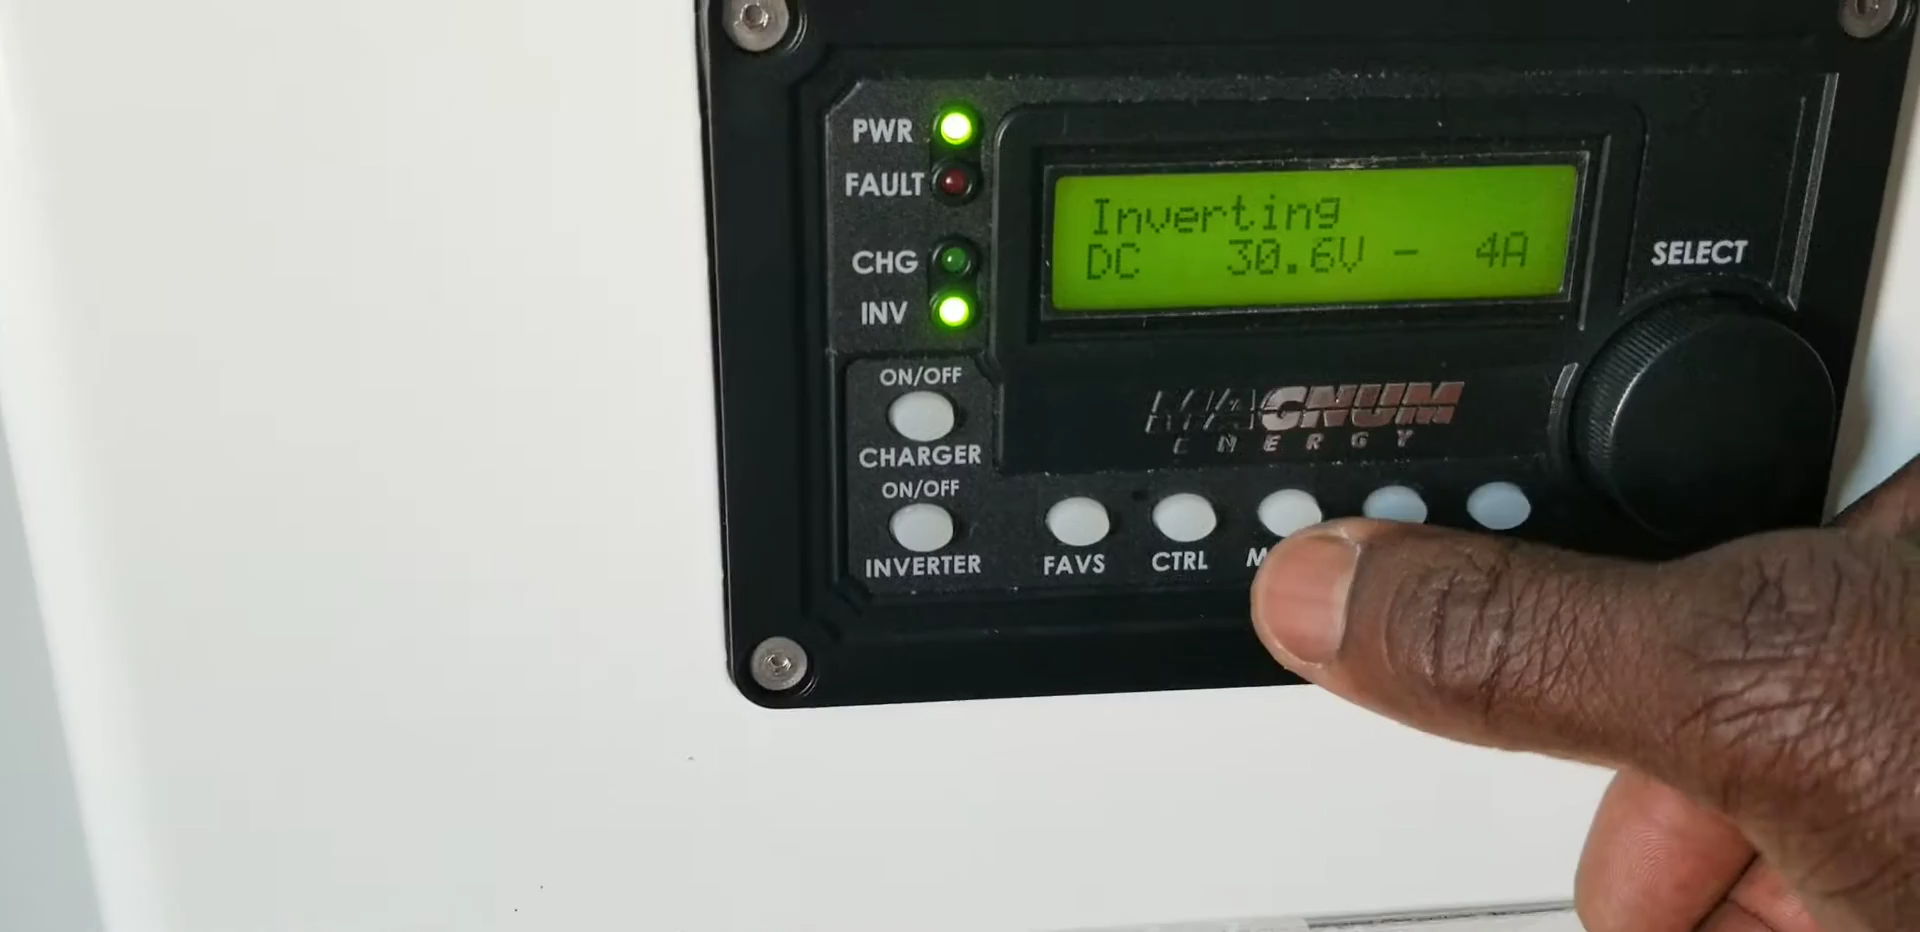 PWR
FAULT
CHG
INV
Inverting
DC 30.6V - 4A
SELECT
ON/OFF
CHARGER
ON/OFF
INVERTER
MAGNUM
ENERGY
FAVS
CTRL